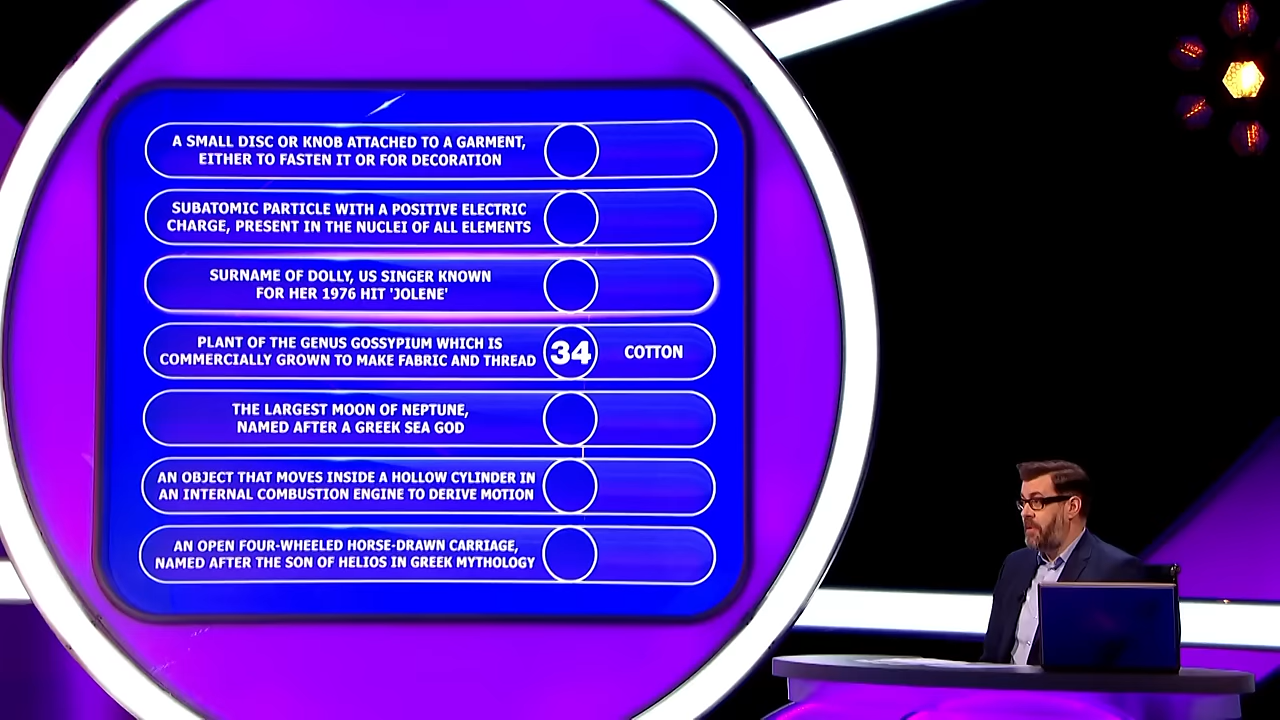 A SMALL DISC OR KNOB ATTACHED TO A GARMENT,
EITHER TO FASTEN IT OR FOR DECORATION
SUBATOMIC PARTICLE WITH A POSITIVE ELECTRIC
CHARGE, PRESENT IN THE NUCLEI OF ALL ELEMENTS
SURNAME OF DOLLY, US SINGER KNOWN
FOR HER 1976 HIT 'JOLENE'
PLANT OF THE GENUS GOSSYPIUM WHICH IS
COMMERCIALLY GROWN TO MAKE FABRIC AND THREAD
34
COTTON
THE LARGEST MOON OF NEPTUNE,
NAMED AFTER A GREEK SEA GOD
AN OBJECT THAT MOVES INSIDE A HOLLOW CYLINDER IN
AN INTERNAL COMBUSTION ENGINE TO DERIVE MOTION
AN OPEN FOUR-WHEELED HORSE-DRAWN CARRIAGE,
NAMED AFTER THE SON OF HELIOS IN GREEK MYTHOLOGY